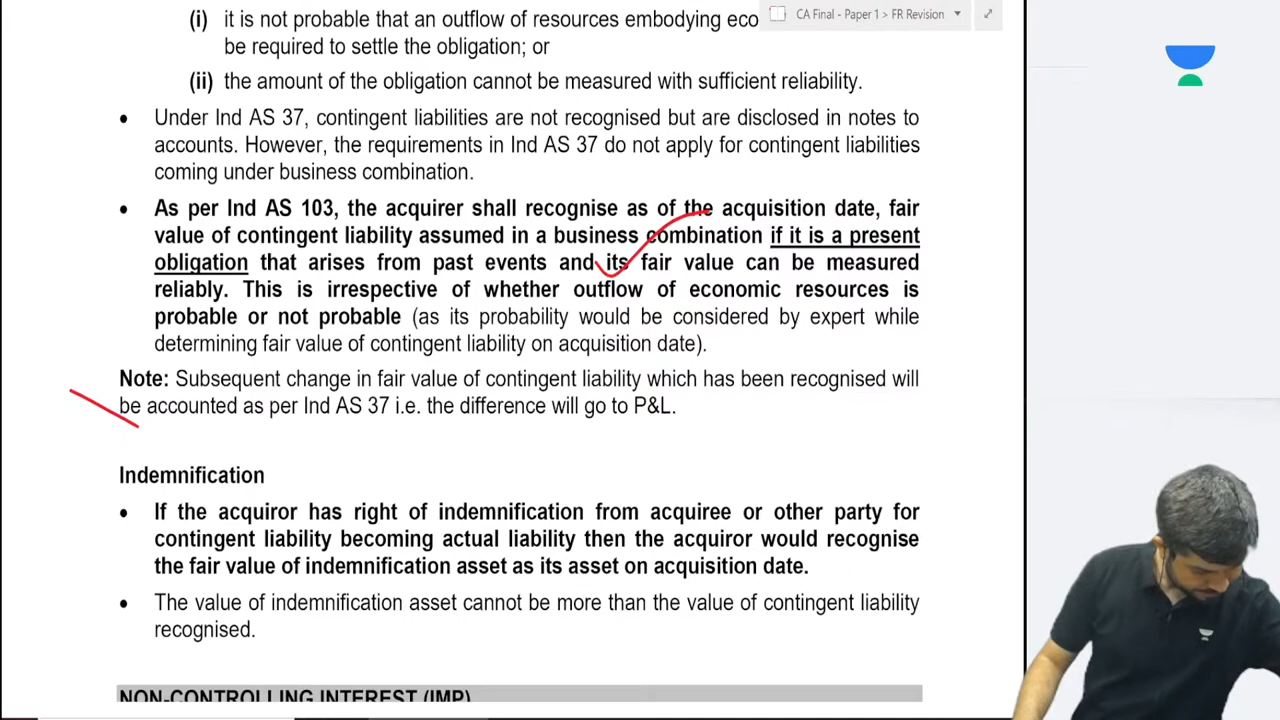 (i) it is not probable that an outflow of resources embodying eco
CA Final - Paper 1 > FR Revision
be required to settle the obligation; or
(ii) the amount of the obligation cannot be measured with sufficient reliability.
• Under Ind AS 37, contingent liabilities are not recognised but are disclosed in notes to
accounts. However, the requirements in Ind AS 37 do not apply for contingent liabilities
coming under business combination.
• As per Ind AS 103, the acquirer shall recognise as of the acquisition date, fair
value of contingent liability assumed in a business combination if it is a present
obligation that arises from past events and its fair value can be measured
reliably. This is irrespective of whether outflow of economic resources is
probable or not probable (as its probability would be considered by expert while
determining fair value of contingent liability on acquisition date).
Note: Subsequent change in fair value of contingent liability which has been recognised will
be accounted as per Ind AS 37 i.e. the difference will go to P&L.
Indemnification
• If the acquiror has right of indemnification from acquiree or other party for
contingent liability becoming actual liability then the acquiror would recognise
the fair value of indemnification asset as its asset on acquisition date.
• The value of indemnification asset cannot be more than the value of contingent liability
recognised.
NON-CONTROLLING INTEREST (IMP)